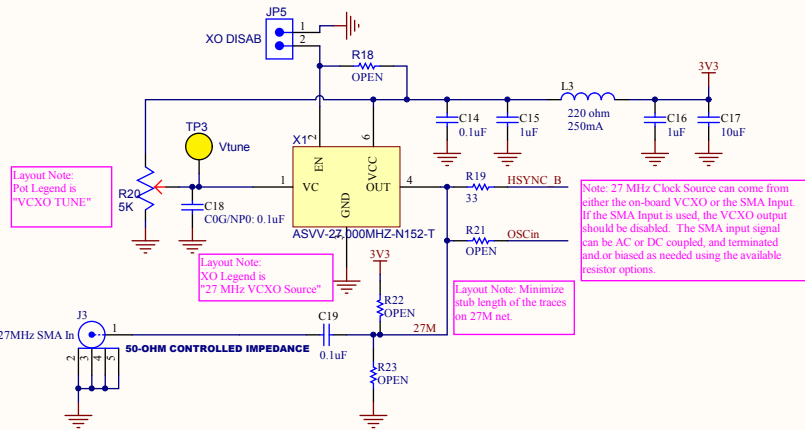 JP5
1
2
XO DISAB
R18
OPEN
3V3
L3
220 ohm
250mA
C14
0.1uF
C15
1uF
C16
1uF
C17
10uF
TP3
Vtune
X1
2
6
EN
VCC
1
VC
OUT
4
GND
ASVV-27.000MHZ-N152-T
Layout Note:
Pot Legend is
"VCXO TUNE"
R20
5K
C18
C0G/NP0: 0.1uF
R19
33
HSYNC_B
R21
OPEN
OSCin
Note: 27 MHz Clock Source can come from
either the on-board VCXO or the SMA Input.
If the SMA Input is used, the VCXO output
should be disabled. The SMA input signal
can be AC or DC coupled, and terminated
and.or biased as needed using the available
resistor options.
Layout Note:
XO Legend is
"27 MHz VCXO Source"
3V3
R22
OPEN
Layout Note: Minimize
stub length of the traces
on 27M net.
J3
27MHz SMA In
1
2
3
4
5
50-OHM CONTROLLED IMPEDANCE
C19
0.1uF
27M
R23
OPEN